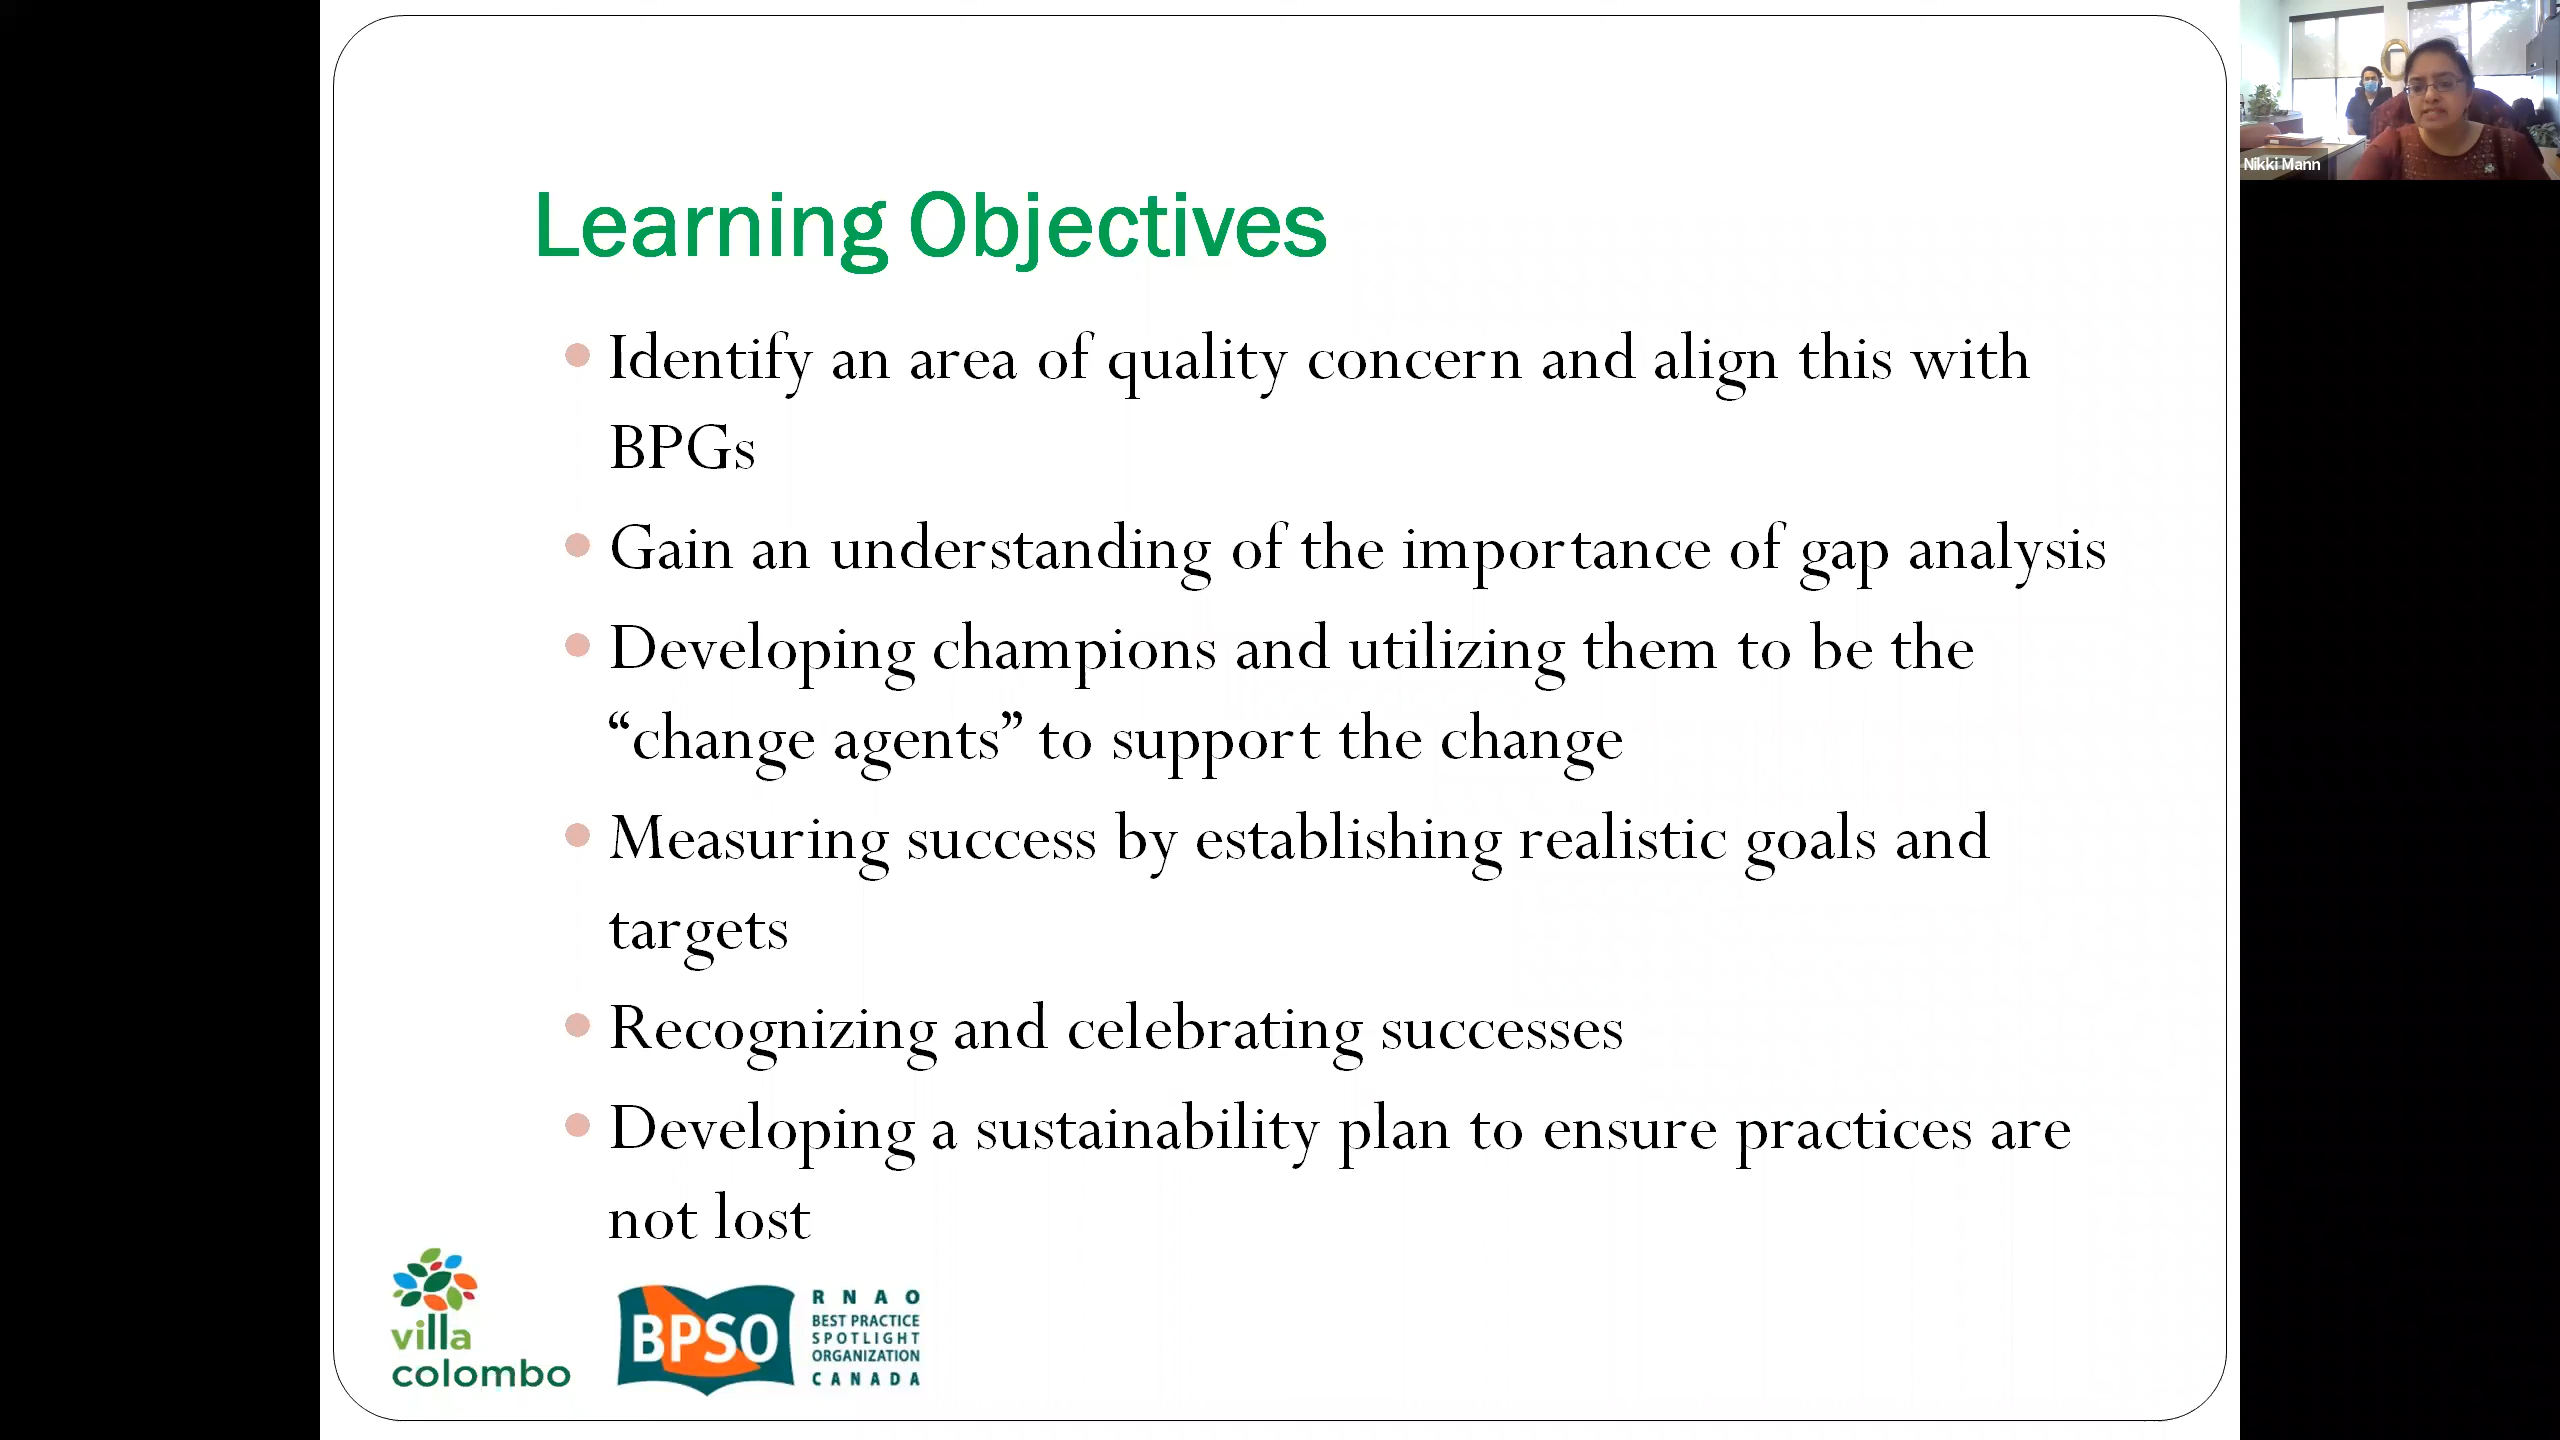 Learning Objectives
Identify an area of quality concern and align this with
BPGs
Gain an understanding of the importance of gap analysis
Developing champions and utilizing them to be the
“change agents” to support the change
Measuring success by establishing realistic goals and
targets
Recognizing and celebrating successes
Developing a sustainability plan to ensure practices are
not lost
villa
colombo
BPSO
RNAO
BEST PRACTICE
SPOTLIGHT
ORGANIZATION
CANADA
Nikki Mann